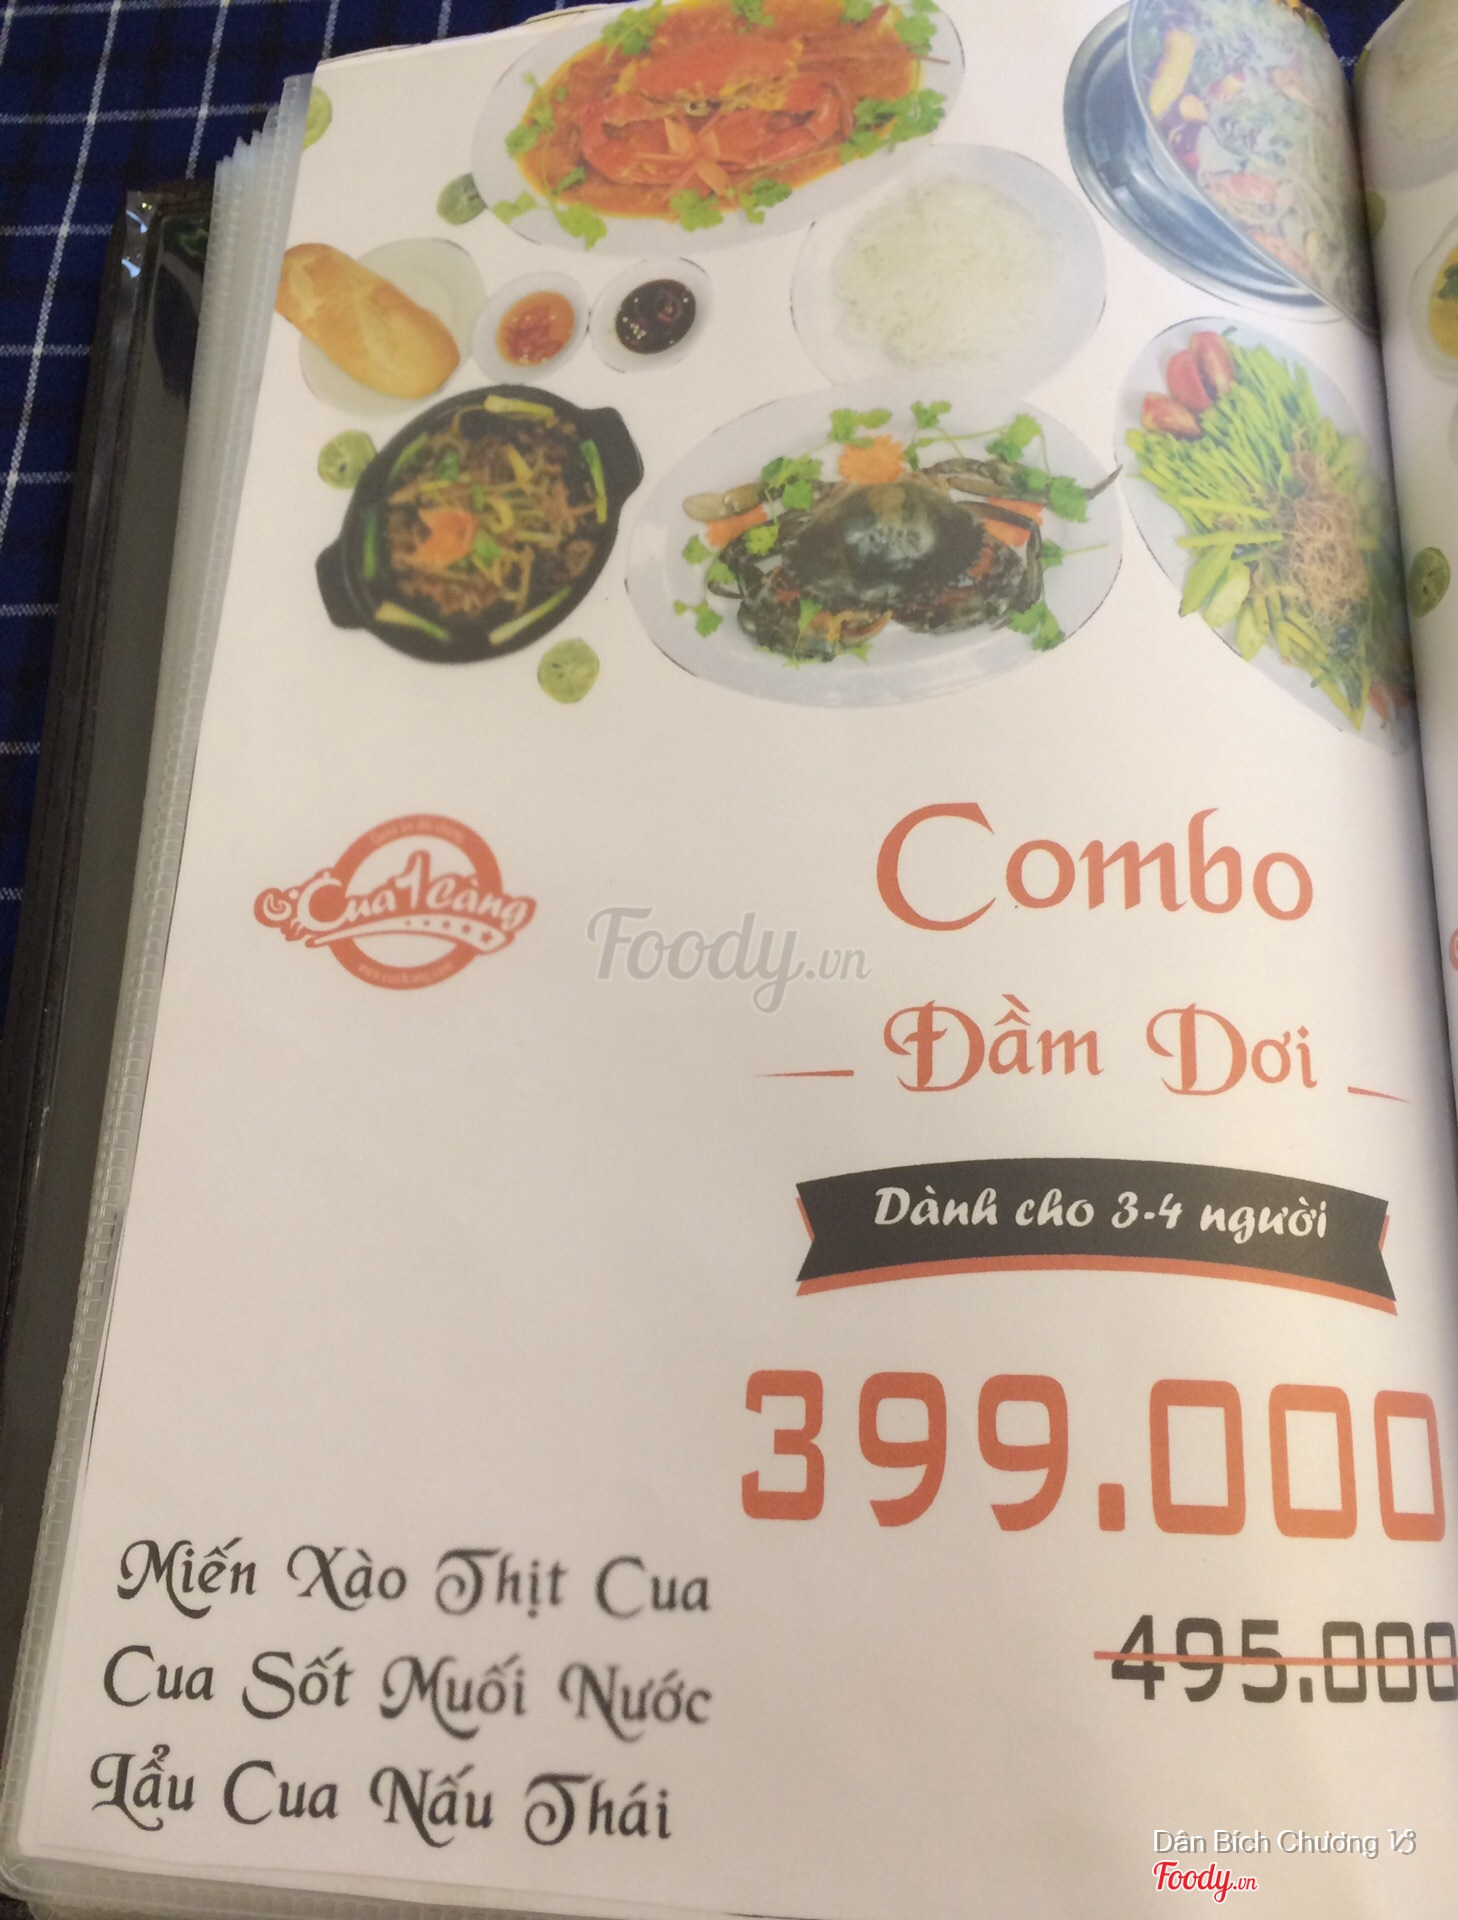 Cua 1 Càng
Foody.vn
Combo
Đầm Dơi
Dành cho 3-4 người
399.000
495.000
Miến Xào Thịt Cua
Cua Sốt Muối Nước
Lẩu Cua Nấu Thái
Dân Bích Chương
Foody.vn